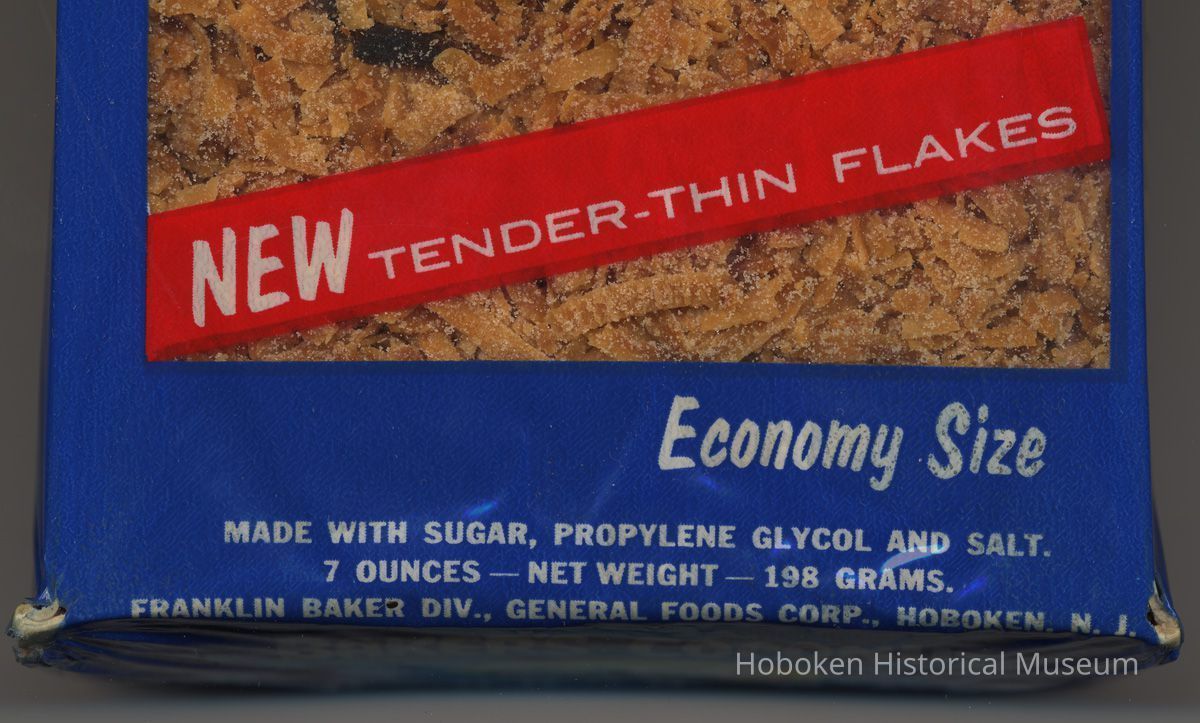 NEW TENDER-THIN FLAKES
Economy Size
MADE WITH SUGAR, PROPYLENE GLYCOL AND SALT.
7 OUNCES — NET WEIGHT — 198 GRAMS.
FRANKLIN BAKER DIV., GENERAL FOODS CORP., HOBOKEN, N. J.
Hoboken Historical Museum